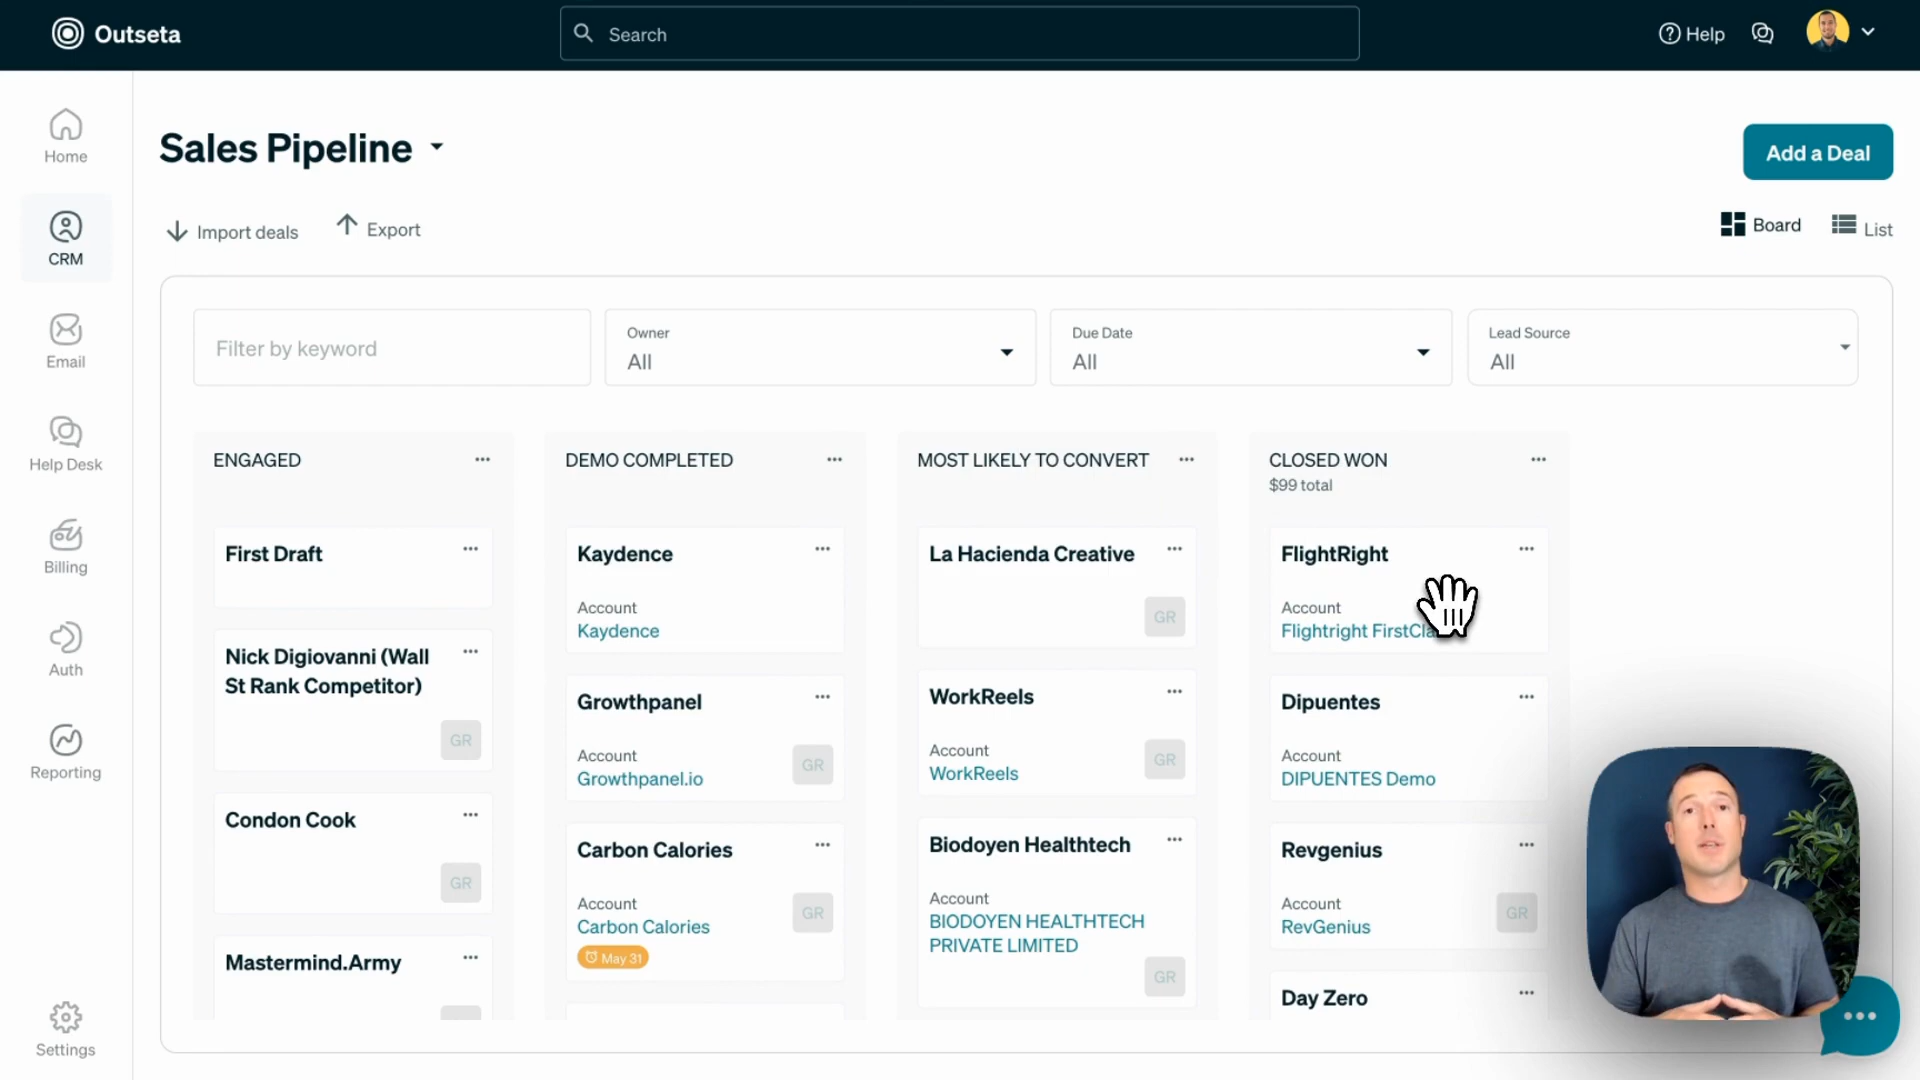 Outseta
Search
Help
Home
CRM
Email
Help Desk
Billing
Auth
Reporting
Settings
Sales Pipeline
Add a Deal
Import deals
Export
Board
List
Filter by keyword
Owner
All
Due Date
All
Lead Source
All
ENGAGED
First Draft
Nick Digiovanni (Wall
St Rank Competitor)
GR
Condon Cook
GR
Mastermind.Army
DEMO COMPLETED
Kaydence
Account
Kaydence
Growthpanel
Account
Growthpanel.io
GR
Carbon Calories
Account
Carbon Calories
GR
May 31
MOST LIKELY TO CONVERT
La Hacienda Creative
GR
WorkReels
Account
WorkReels
GR
Biodoyen Healthtech
Account
BIODOYEN HEALTHTECH
PRIVATE LIMITED
GR
CLOSED WON
$99 total
FlightRight
Account
Flightright
Dipuentes
Account
DIPUENTES Demo
Revgenius
Account
RevGenius
GR
Day Zero